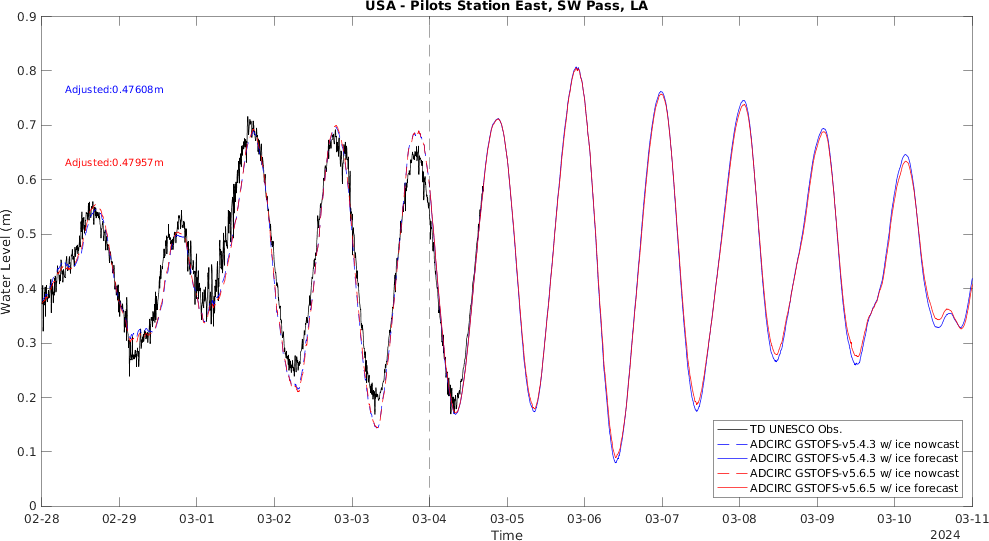 USA - Pilots Station East, SW Pass, LA
0.9
0.8
0.7
0.6
0.5
0.4
0.3
0.2
0.1
0
Water Level (m)
Adjusted:0.47608m
Adjusted:0.47957m
TD UNESCO Obs.
ADCIRC GSTOFS-v5.4.3 w/ ice nowcast
ADCIRC GSTOFS-v5.4.3 w/ ice forecast
ADCIRC GSTOFS-v5.6.5 w/ ice nowcast
ADCIRC GSTOFS-v5.6.5 w/ ice forecast
02-28 02-29 03-01 03-02 03-03 03-04 03-05 03-06 03-07 03-08 03-09 03-10 03-11
Time
2024